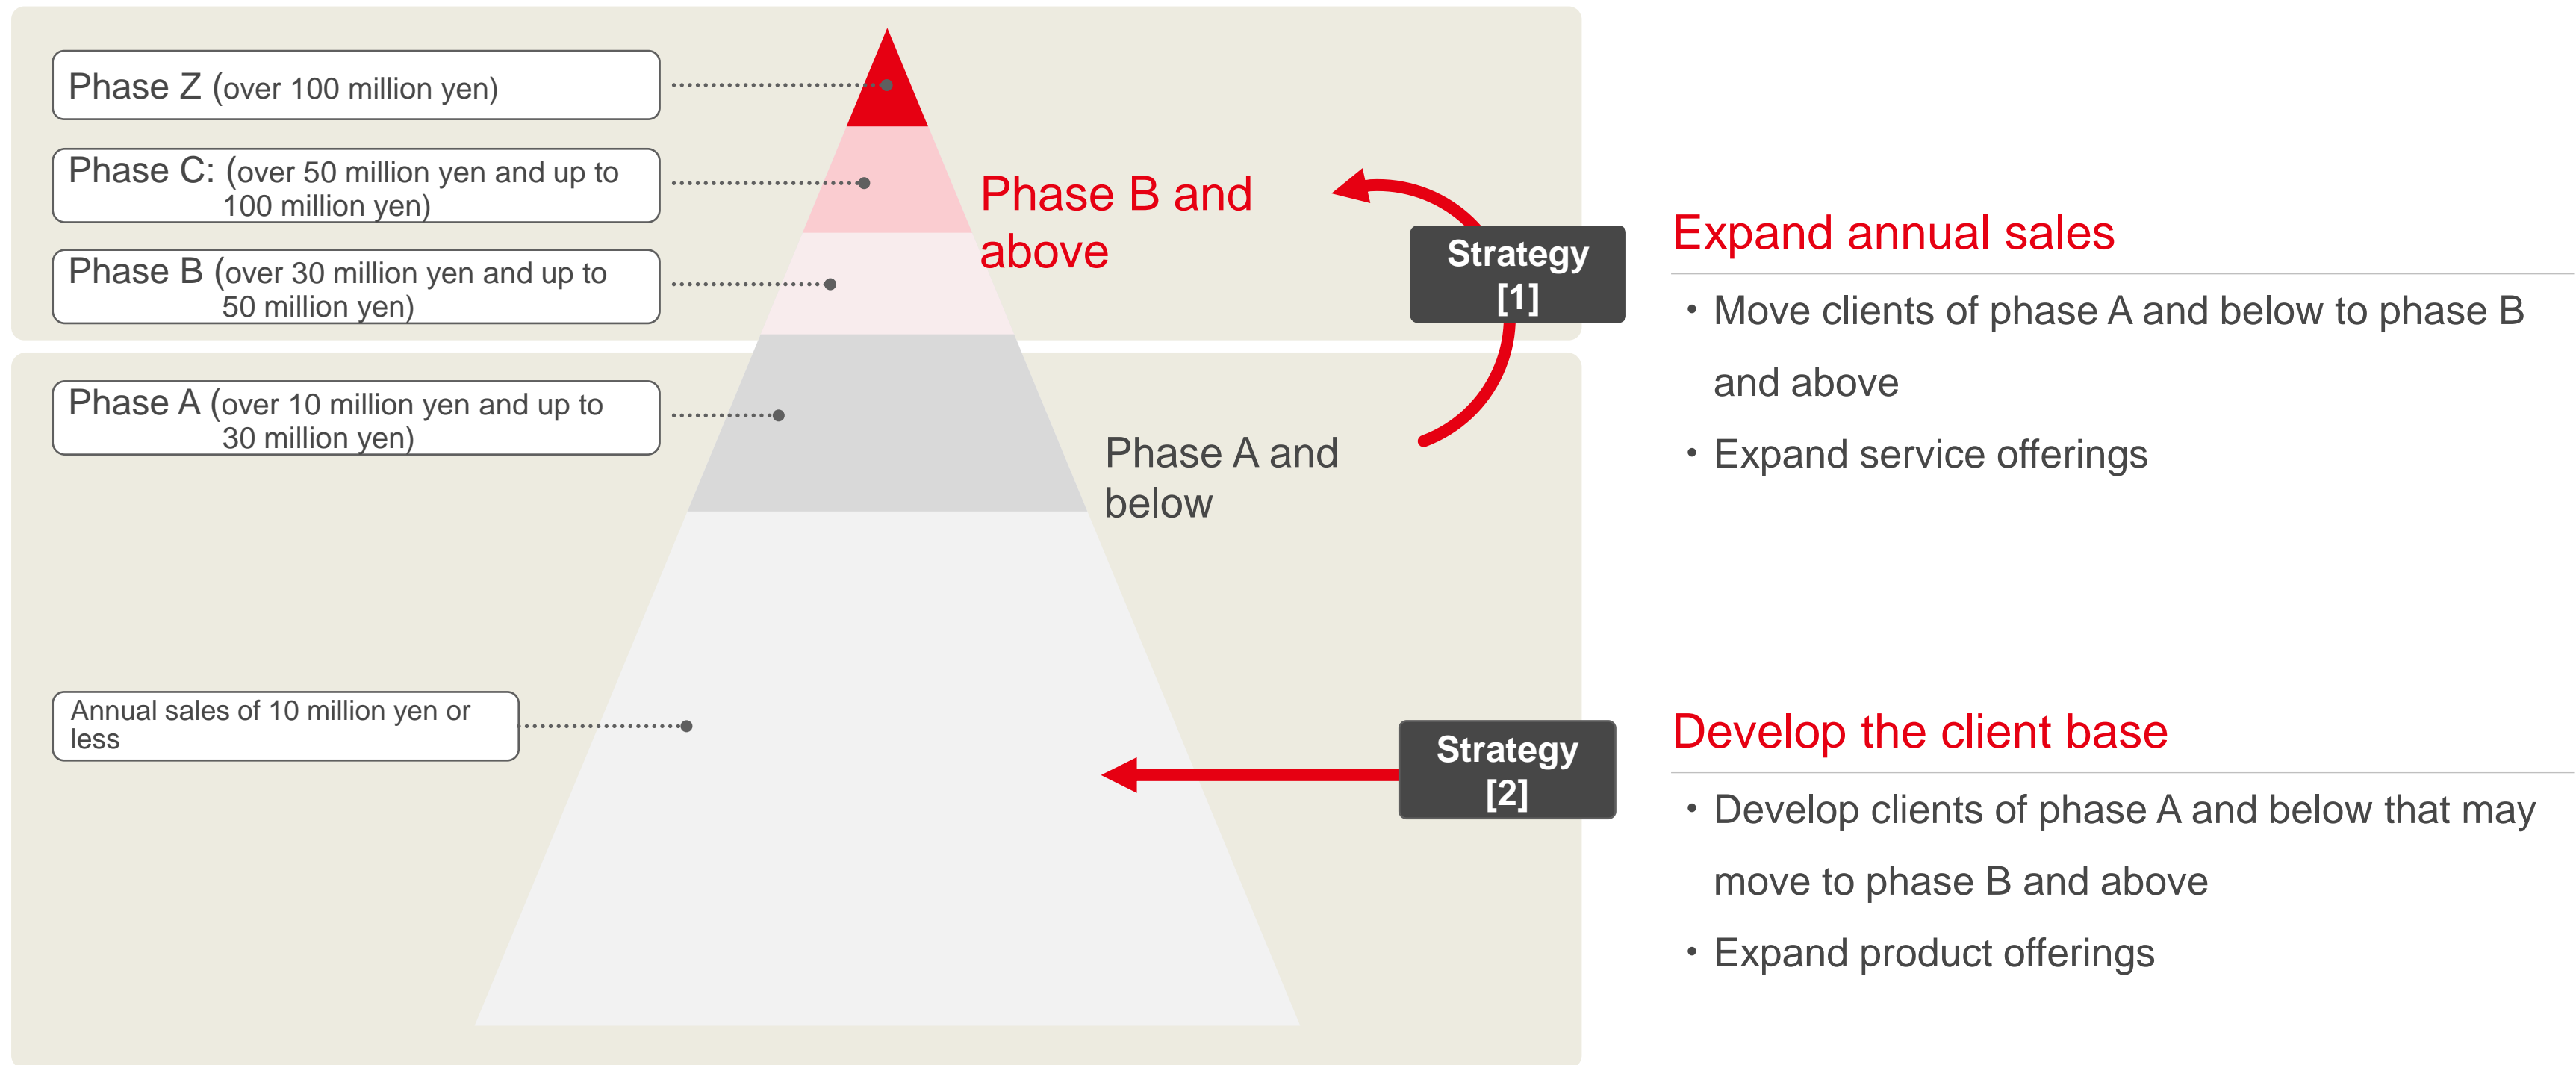 Phase Z (over 100 million yen)
Phase C: (over 50 million yen and up to
100 million yen)
Phase B (over 30 million yen and up to
50 million yen)
Phase B and
above
Phase A (over 10 million yen and up to
30 million yen)
Phase A and
below
Annual sales of 10 million yen or
less
Strategy
[1]
Expand annual sales
・Move clients of phase A and below to phase B
and above
・Expand service offerings
Strategy
[2]
Develop the client base
・Develop clients of phase A and below that may
move to phase B and above
・Expand product offerings